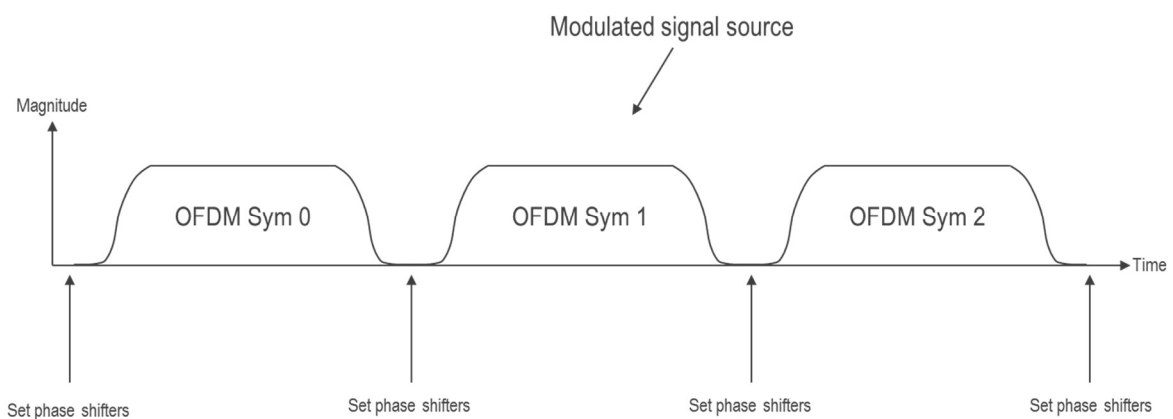 Modulated signal source
Magnitude
OFDM Sym 0
OFDM Sym 1
OFDM Sym 2
Time
Set phase shifters
Set phase shifters
Set phase shifters
Set phase shifters